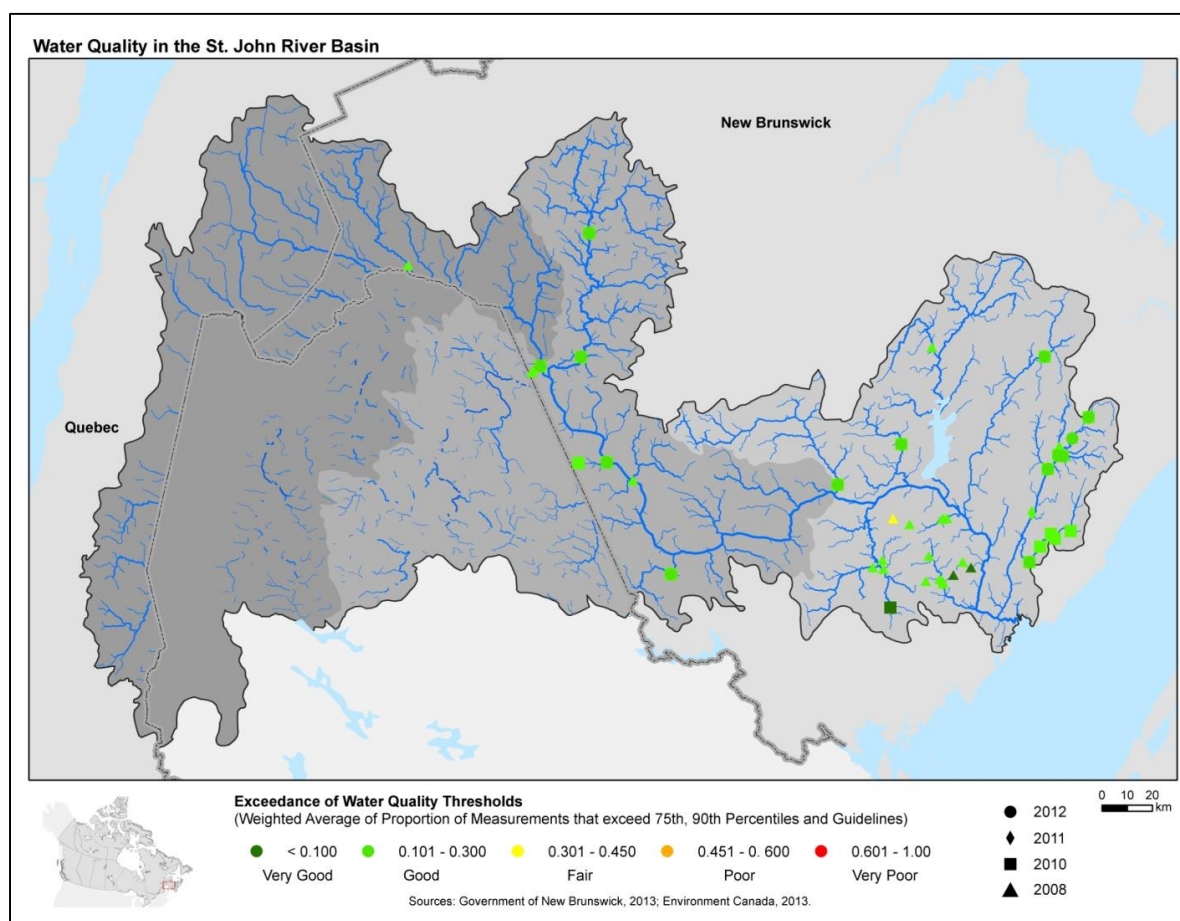 Water Quality in the St. John River Basin
New Brunswick
Quebec
Exceedance of Water Quality Thresholds
(Weighted Average of Proportion of Measurements that exceed 75th, 90th Percentiles and Guidelines)
< 0.100 0.101 - 0.300 0.301 - 0.450 0.451 - 0. 600 0.601 - 1.00
Very Good Good Fair Poor Very Poor
Sources: Government of New Brunswick, 2013; Environment Canada, 2013.
2012
2011
2010
2008
0 10 20
km